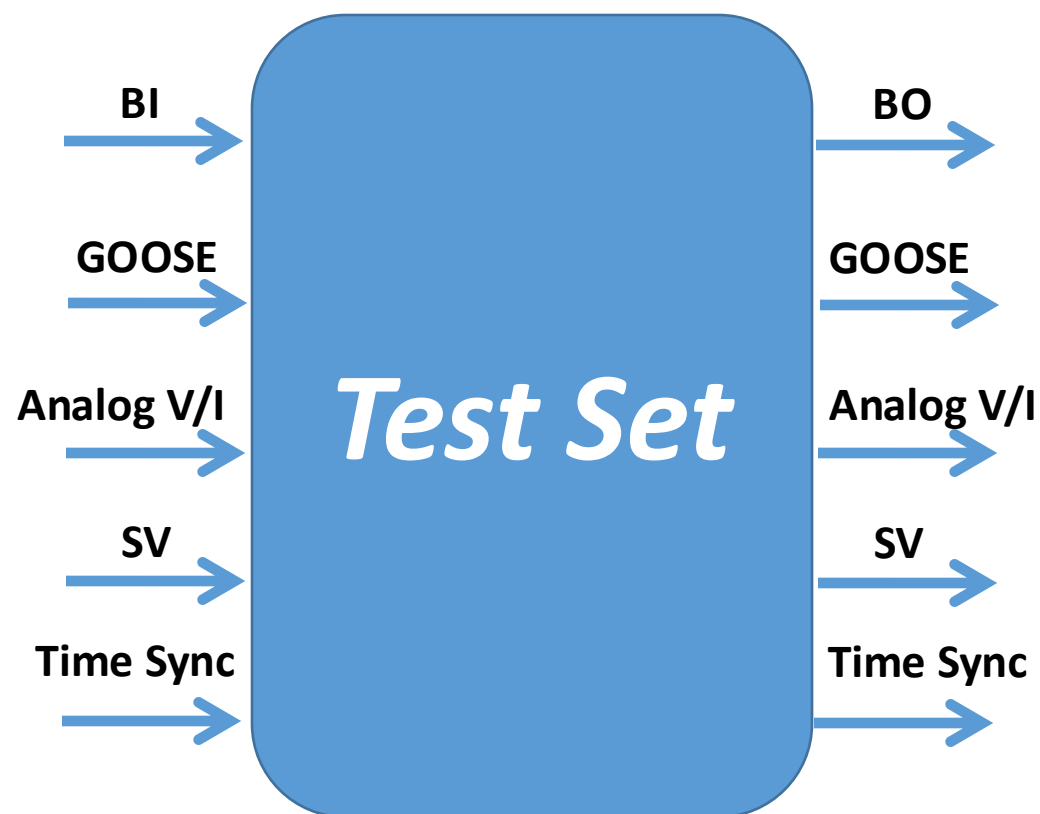 BI
BO
GOOSE
GOOSE
Analog V/I
Analog V/I
Test Set
SV
SV
Time Sync
Time Sync